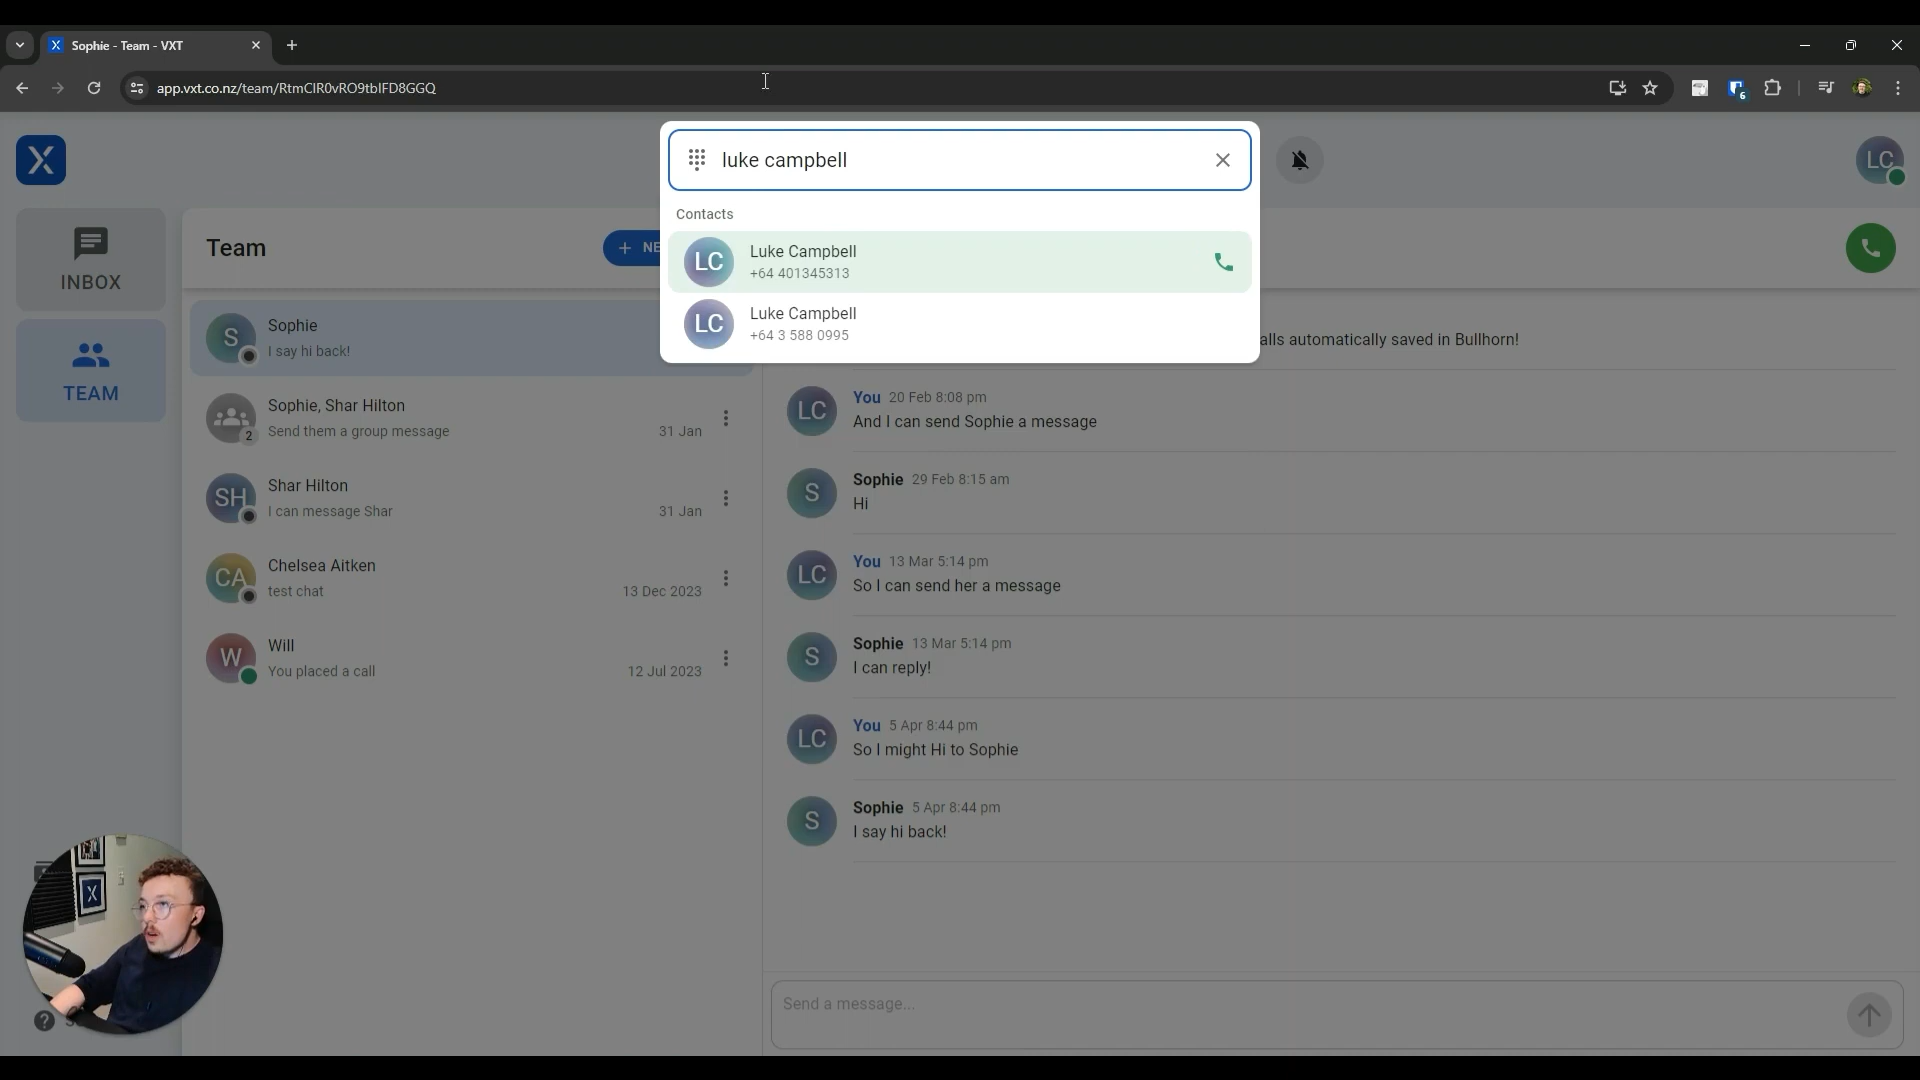 Sophie - Team - VXT
app.vxt.co.nz/team/RtmCIR0vRO9tbIFD8GGQ
6
X
luke campbell
LC
Contacts
LC
Luke Campbell
+64 401345313
LC
Luke Campbell
+64 3 588 0995
INBOX
TEAM
Team
+ NE
S
Sophie
I say hi back!
2
Sophie, Shar Hilton
Send them a group message
31 Jan
SH
Shar Hilton
I can message Shar
31 Jan
CA
Chelsea Aitken
test chat
13 Dec 2023
W
Will
You placed a call
12 Jul 2023
alls automatically saved in Bullhorn!
LC
You 20 Feb 8:08 pm
And I can send Sophie a message
S
Sophie 29 Feb 8:15 am
Hi
LC
You 13 Mar 5:14 pm
So I can send her a message
S
Sophie 13 Mar 5:14 pm
I can reply!
LC
You 5 Apr 8:44 pm
So I might Hi to Sophie
S
Sophie 5 Apr 8:44 pm
I say hi back!
Send a message...